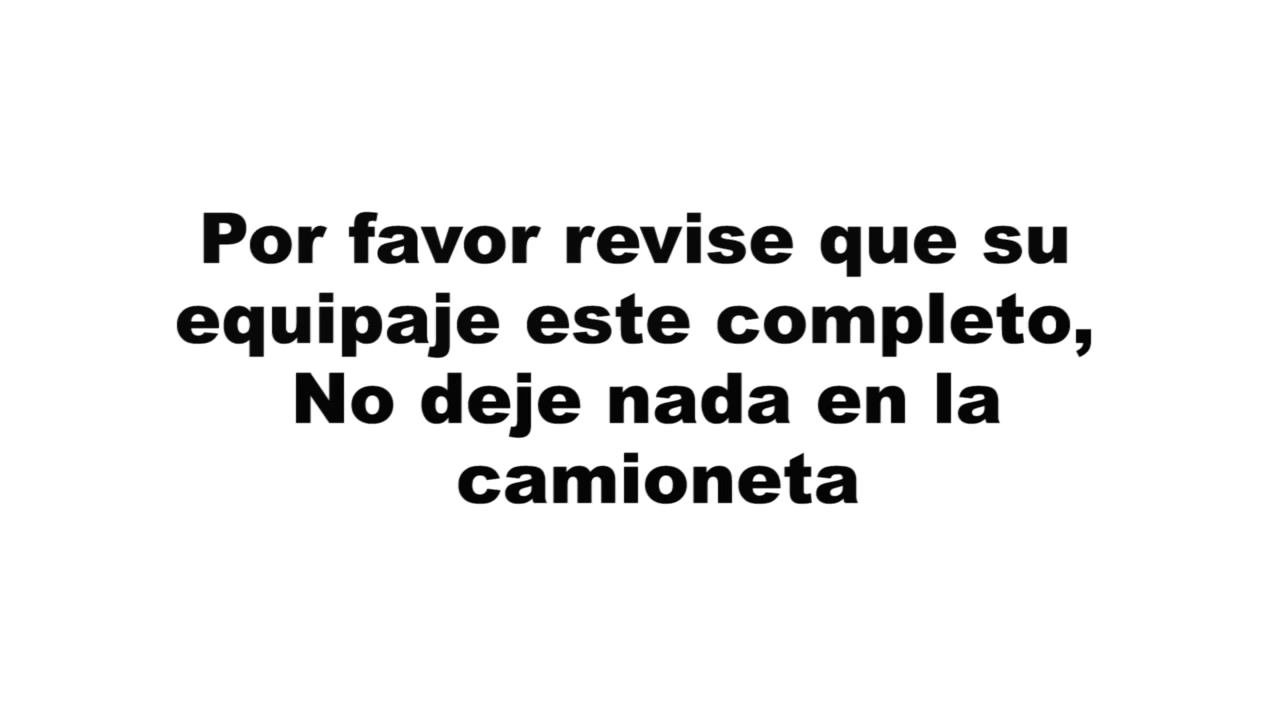 Por favor revise que su
equipaje este completo,
No deje nada en la
camioneta